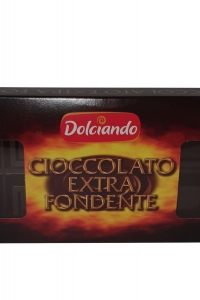 Dolciando
CIOCCOLATO
EXTRA
FONDENTE